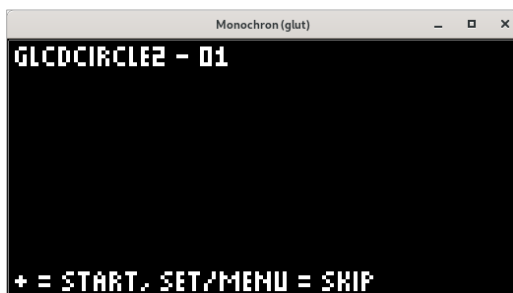 Monochron (glut)
GLCDCIRCLE2 - 01
+ = START, SET/MENU = SKIP